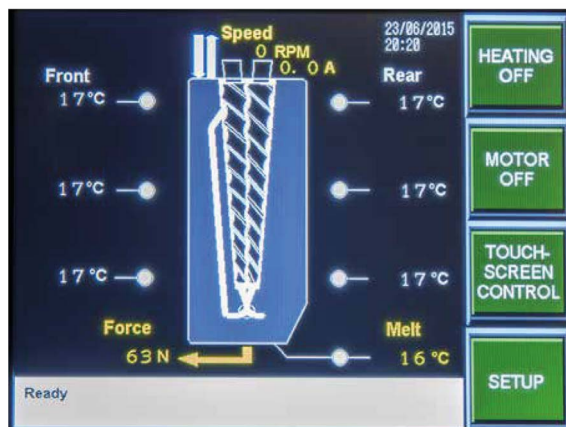 Speed
0 RPM
0. 0 A
23/06/2015
20:20
Front
Rear
17°C
17°C
17°C
17°C
17°C
17°C
Force
Melt
63 N
16 °C
Ready
HEATING
OFF
MOTOR
OFF
TOUCH-
SCREEN
CONTROL
SETUP